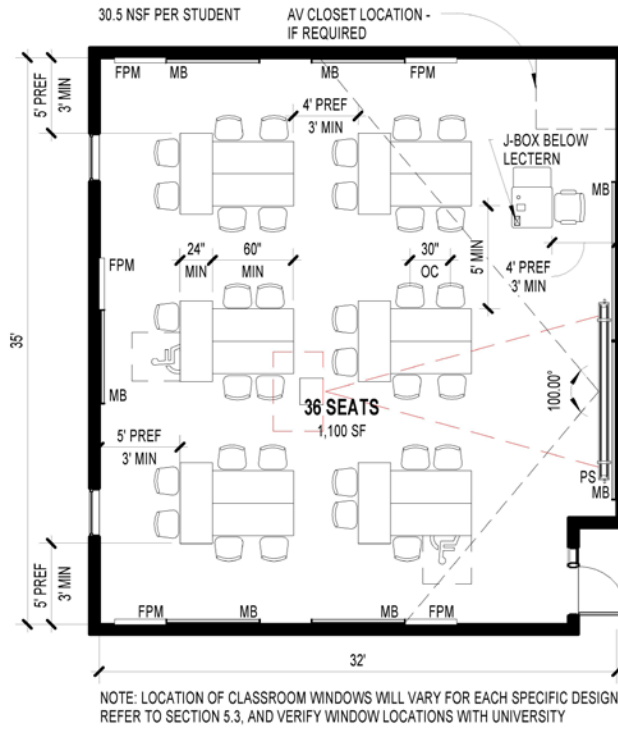 30.5 NSF PER STUDENT
AV CLOSET LOCATION -
IF REQUIRED
FPM
MB
MB
FPM
5' PREF
3' MIN
4' PREF
3' MIN
J-BOX BELOW
LECTERN
MB
24"
MIN
60"
MIN
30"
OC
5' MIN
4' PREF
3' MIN
FPM
35'
MB
36 SEATS
1,100 SF
100.00°
5' PREF
3' MIN
PS
MB
5' PREF
3' MIN
FPM
MB
MB
FPM
32'
NOTE: LOCATION OF CLASSROOM WINDOWS WILL VARY FOR EACH SPECIFIC DESIGN
REFER TO SECTION 5.3, AND VERIFY WINDOW LOCATIONS WITH UNIVERSITY